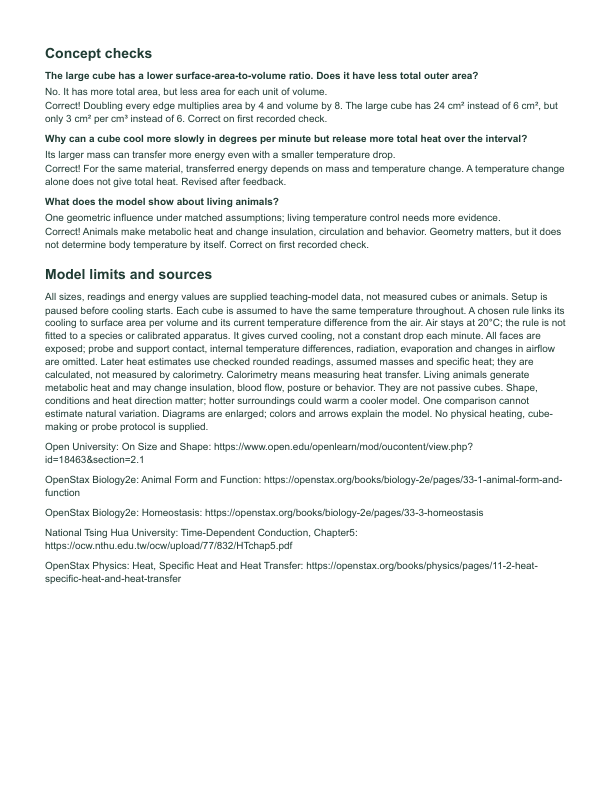 Concept checks
The large cube has a lower surface-area-to-volume ratio. Does it have less total outer area?
No. It has more total area, but less area for each unit of volume.
Correct! Doubling every edge multiplies area by 4 and volume by 8. The large cube has 24 cm² instead of 6 cm², but
only 3 cm² per cm³ instead of 6. Correct on first recorded check.
Why can a cube cool more slowly in degrees per minute but release more total heat over the interval?
Its larger mass can transfer more energy even with a smaller temperature drop.
Correct! For the same material, transferred energy depends on mass and temperature change. A temperature change
alone does not give total heat. Revised after feedback.
What does the model show about living animals?
One geometric influence under matched assumptions; living temperature control needs more evidence.
Correct! Animals make metabolic heat and change insulation, circulation and behavior. Geometry matters, but it does
not determine body temperature by itself. Correct on first recorded check.
Model limits and sources
All sizes, readings and energy values are supplied teaching-model data, not measured cubes or animals. Setup is
paused before cooling starts. Each cube is assumed to have the same temperature throughout. A chosen rule links its
cooling to surface area per volume and its current temperature difference from the air. Air stays at 20°C; the rule is not
fitted to a species or calibrated apparatus. It gives curved cooling, not a constant drop each minute. All faces are
exposed; probe and support contact, internal temperature differences, radiation, evaporation and changes in airflow
are omitted. Later heat estimates use checked rounded readings, assumed masses and specific heat; they are
calculated, not measured by calorimetry. Calorimetry means measuring heat transfer. Living animals generate
metabolic heat and may change insulation, blood flow, posture or behavior. They are not passive cubes. Shape,
conditions and heat direction matter; hotter surroundings could warm a cooler model. One comparison cannot
estimate natural variation. Diagrams are enlarged; colors and arrows explain the model. No physical heating, cube-
making or probe protocol is supplied.
Open University: On Size and Shape: https://www.open.edu/openlearn/mod/oucontent/view.php?
id=18463&section=2.1
OpenStax Biology2e: Animal Form and Function: https://openstax.org/books/biology-2e/pages/33-1-animal-form-and-
function
OpenStax Biology2e: Homeostasis: https://openstax.org/books/biology-2e/pages/33-3-homeostasis
National Tsing Hua University: Time-Dependent Conduction, Chapter5:
https://ocw.nthu.edu.tw/ocw/upload/77/832/HTchap5.pdf
OpenStax Physics: Heat, Specific Heat and Heat Transfer: https://openstax.org/books/physics/pages/11-2-heat-
specific-heat-and-heat-transfer